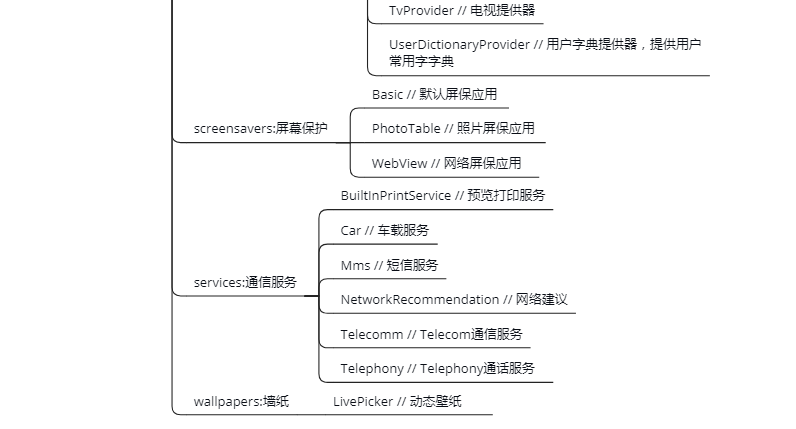 TvProvider // 电视提供器
UserDictionaryProvider // 用户字典提供器，提供用户
常用字字典
screensavers:屏幕保护
Basic // 默认屏保应用
PhotoTable // 照片屏保应用
WebView // 网络屏保应用
services:通信服务
BuiltInPrintService // 预览打印服务
Car // 车载服务
Mms // 短信服务
NetworkRecommendation // 网络建议
Telecomm // Telecom通信服务
Telephony // Telephony通话服务
wallpapers:墙纸
LivePicker // 动态壁纸